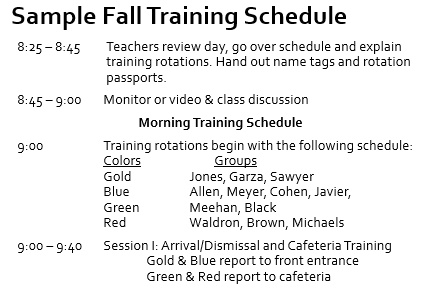 Sample Fall Training Schedule
8:25 – 8:45 Teachers review day, go over schedule and explain
training rotations. Hand out name tags and rotation
passports.
8:45 – 9:00 Monitor or video & class discussion
Morning Training Schedule
9:00 Training rotations begin with the following schedule:
Colors Groups
Gold Jones, Garza, Sawyer
Blue Allen, Meyer, Cohen, Javier,
Green Meehan, Black
Red Waldron, Brown, Michaels
9:00 – 9:40 Session I: Arrival/Dismissal and Cafeteria Training
Gold & Blue report to front entrance
Green & Red report to cafeteria